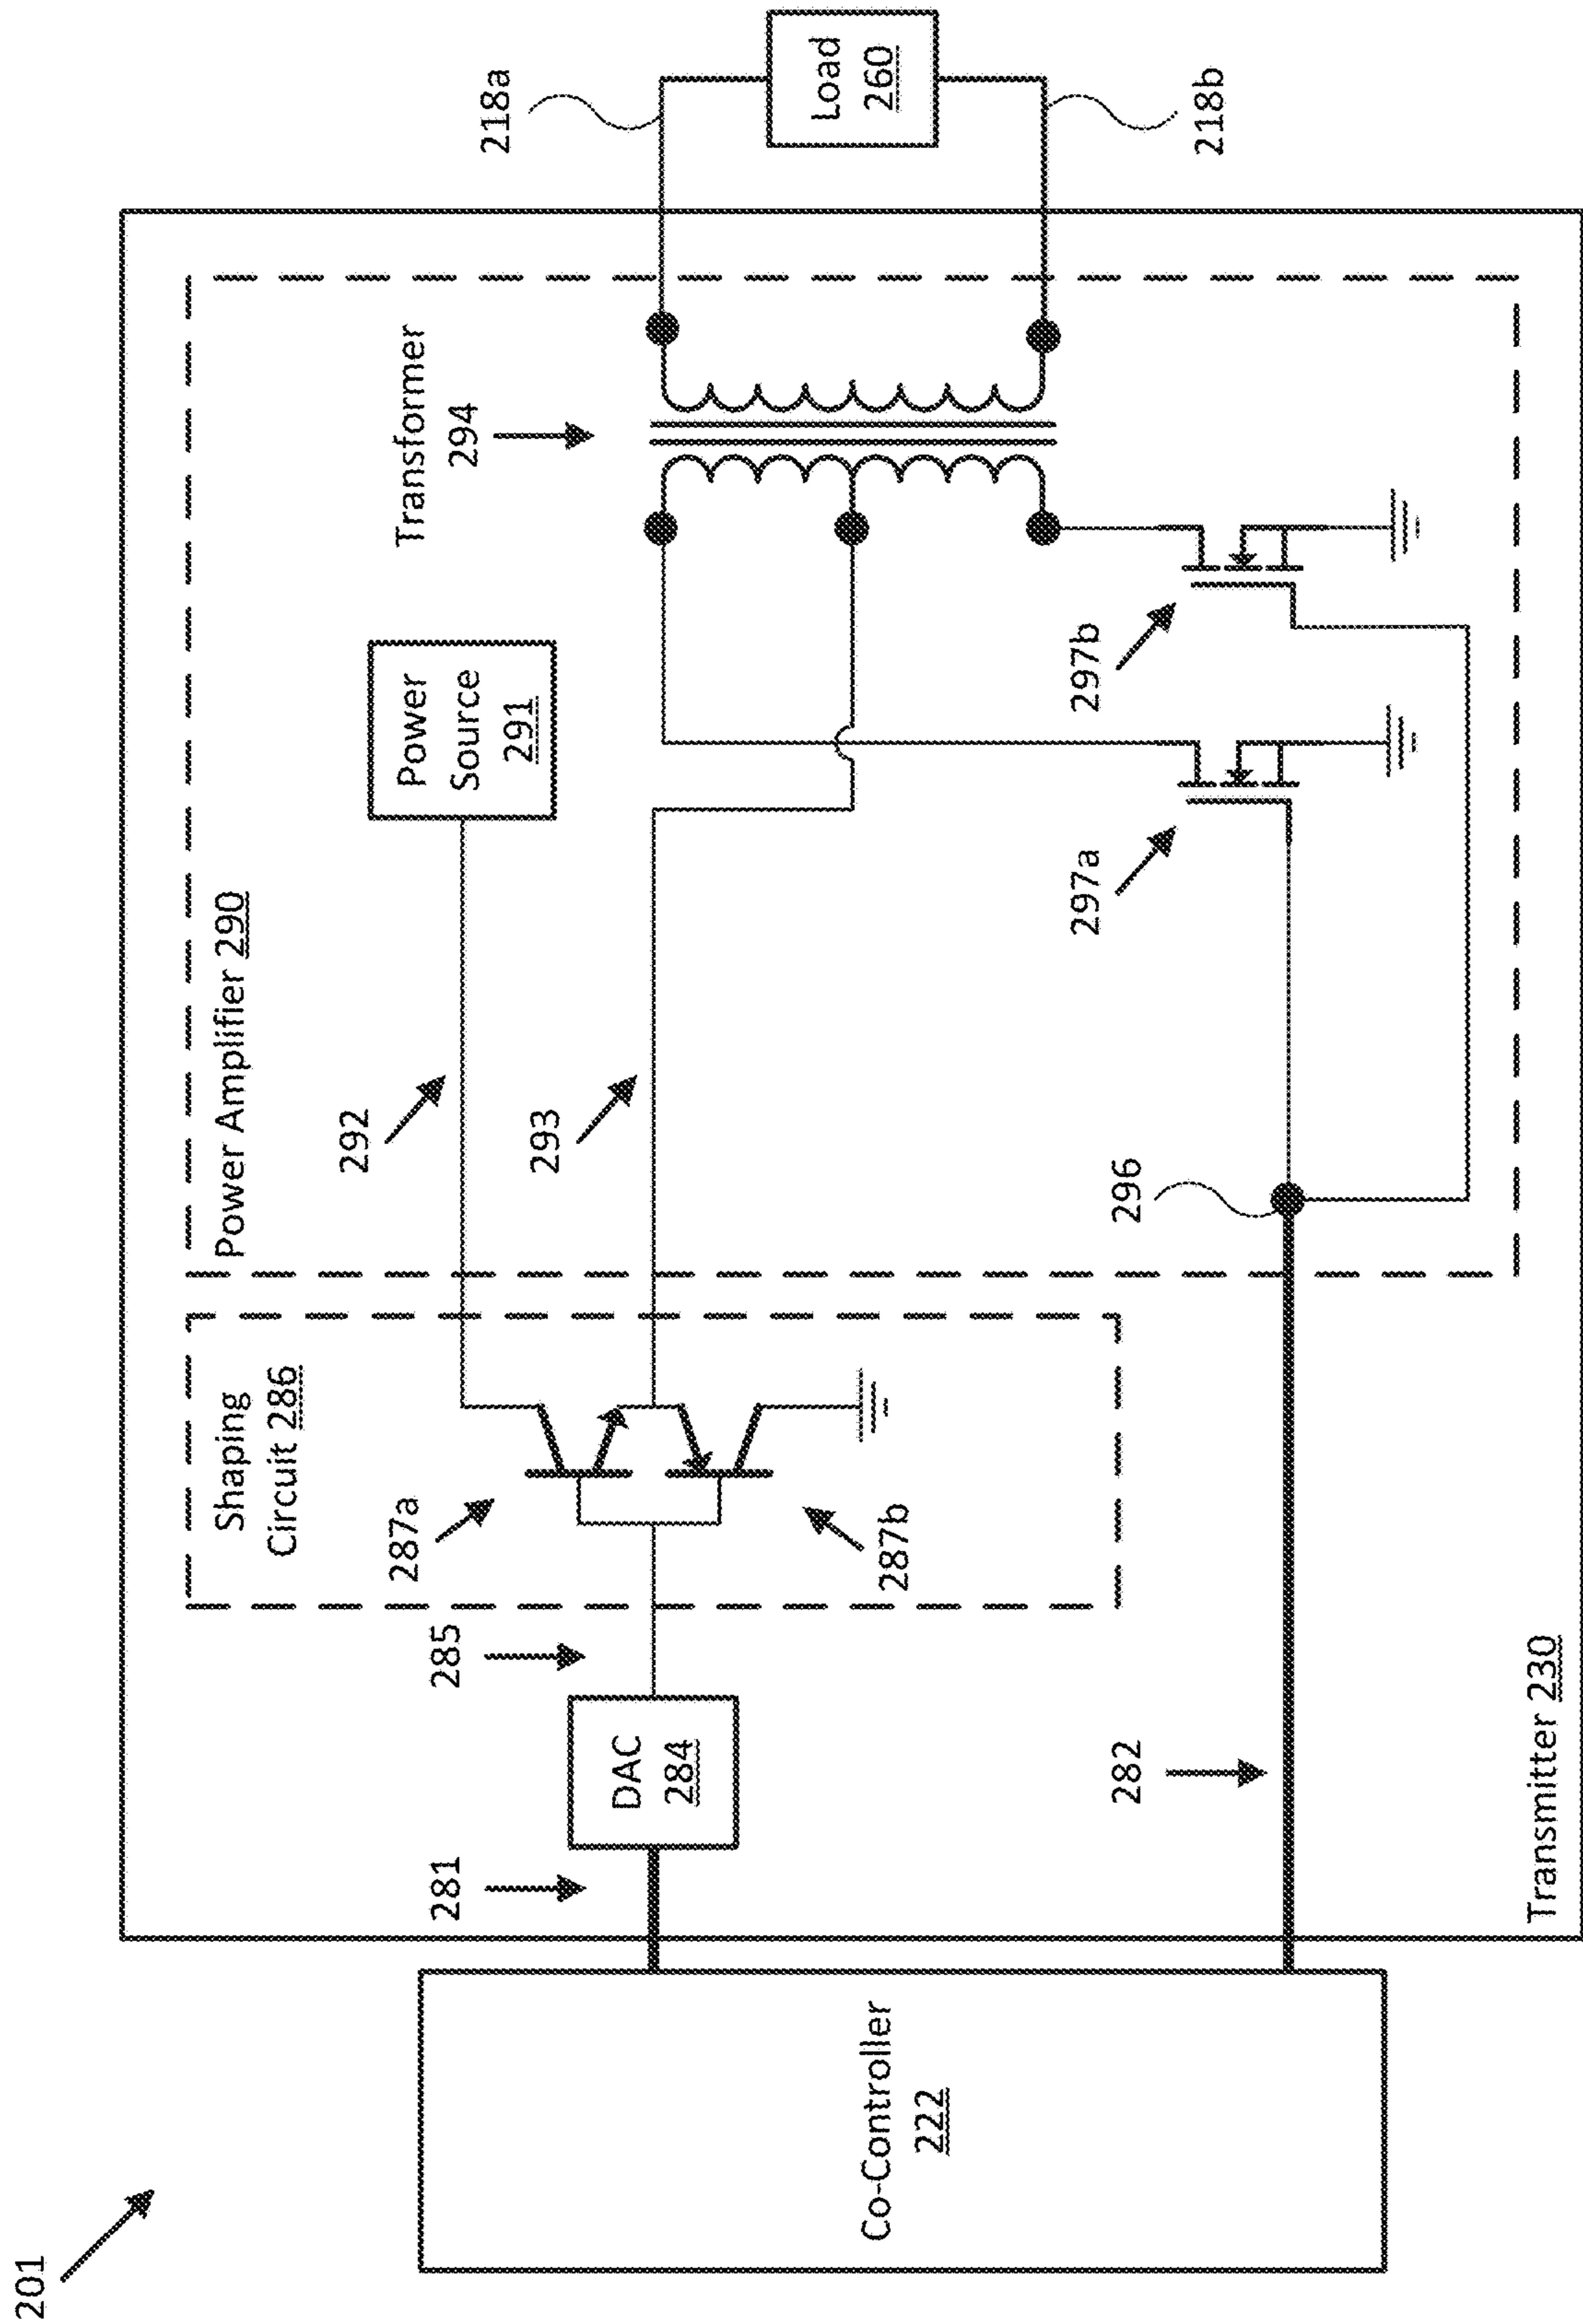 201
Co-Controller
222
Transmitter 230
281
282
DAC
284
285
Shaping
Circuit 286
287a
287b
Power Amplifier 290
292
293
296
Power
Source
291
297a
297b
Transformer
294
218a
218b
Load
260